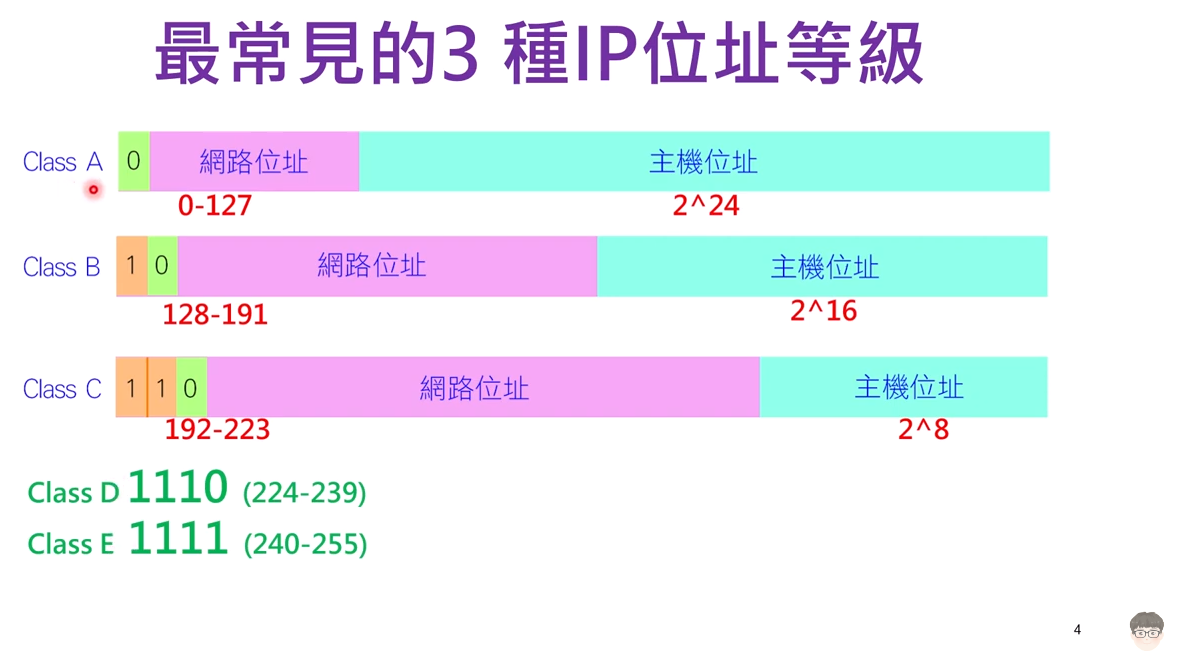 最常見的3 種IP位址等級
Class A 0 網路位址 主機位址
0-127 2^24
Class B 1 0 網路位址 主機位址
128-191 2^16
Class C 1 1 0 網路位址 主機位址
192-223 2^8
Class D 1110 (224-239)
Class E 1111 (240-255)
4